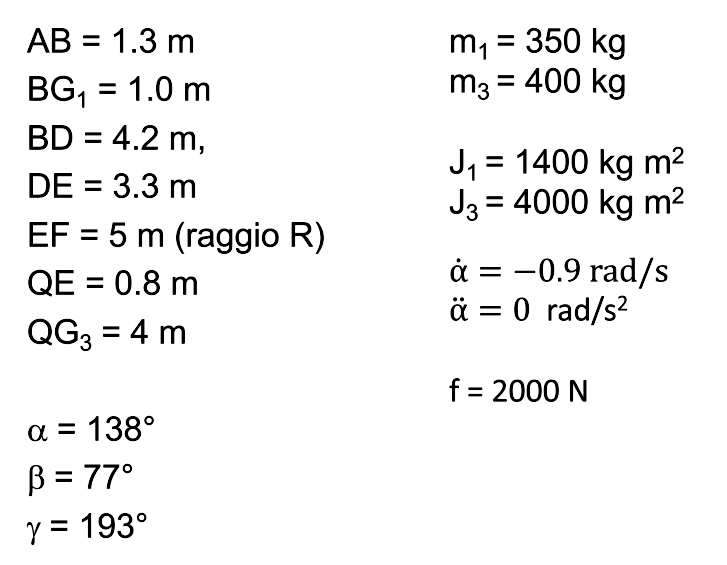 AB = 1.3 m
BG₁ = 1.0 m
BD = 4.2 m,
DE = 3.3 m
EF = 5 m (raggio R)
QE = 0.8 m
QG₃ = 4 m
α = 138°
β = 77°
γ = 193°
m₁ = 350 kg
m₃ = 400 kg
J₁ = 1400 kg m²
J₃ = 4000 kg m²
α̇ = −0.9 rad/s
α̈ = 0 rad/s²
f = 2000 N